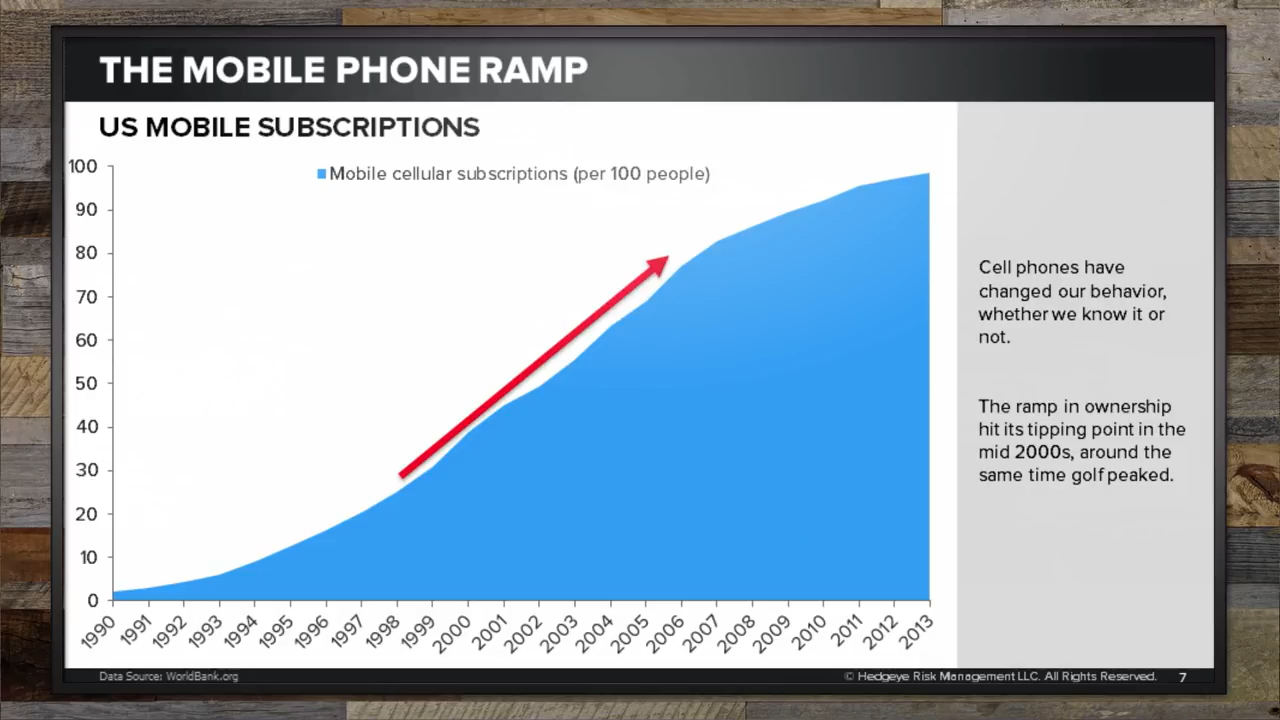 THE MOBILE PHONE RAMP
US MOBILE SUBSCRIPTIONS
Mobile cellular subscriptions (per 100 people)
100
90
80
70
60
50
40
30
20
10
0
1990
1991
1992
1993
1994
1995
1996
1997
1998
1999
2000
2001
2002
2003
2004
2005
2006
2007
2008
2009
2010
2011
2012
2013
Cell phones have
changed our behavior,
whether we know it or
not.
The ramp in ownership
hit its tipping point in the
mid 2000s, around the
same time golf peaked.
Data Source: WorldBank.org
© Hedgeye Risk Management LLC. All Rights Reserved.
7